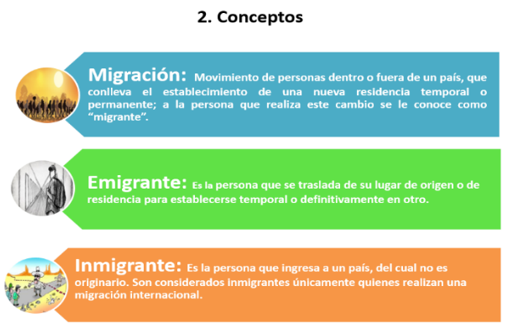 2. Conceptos
Migración: Movimiento de personas dentro o fuera de un país, que
conlleva el establecimiento de una nueva residencia temporal o
permanente; a la persona que realiza este cambio se le conoce como
“migrante”.
Emigrante: Es la persona que se traslada de su lugar de origen o de
residencia para establecerse temporal o definitivamente en otro.
Inmigrante: Es la persona que ingresa a un país, del cual no es
originario. Son considerados inmigrantes únicamente quienes realizan una
migración internacional.